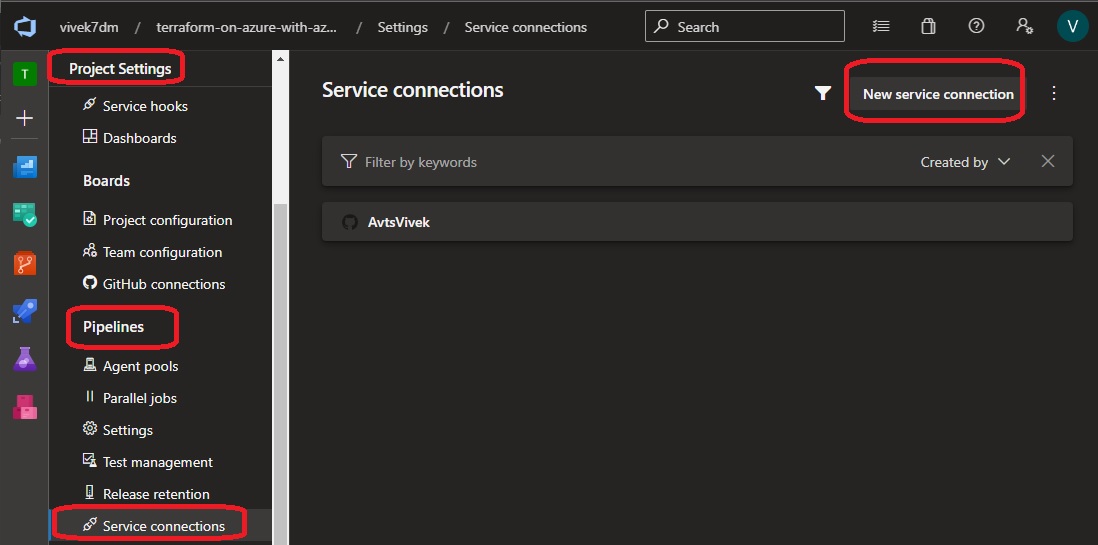 vivek7dm / terraform-on-azure-with-az... / Settings / Service connections
Search
V
T
Project Settings
Service hooks
Dashboards
Boards
Project configuration
Team configuration
GitHub connections
Pipelines
Agent pools
Parallel jobs
Settings
Test management
Release retention
Service connections
Service connections
New service connection
Filter by keywords
Created by
AvtsVivek